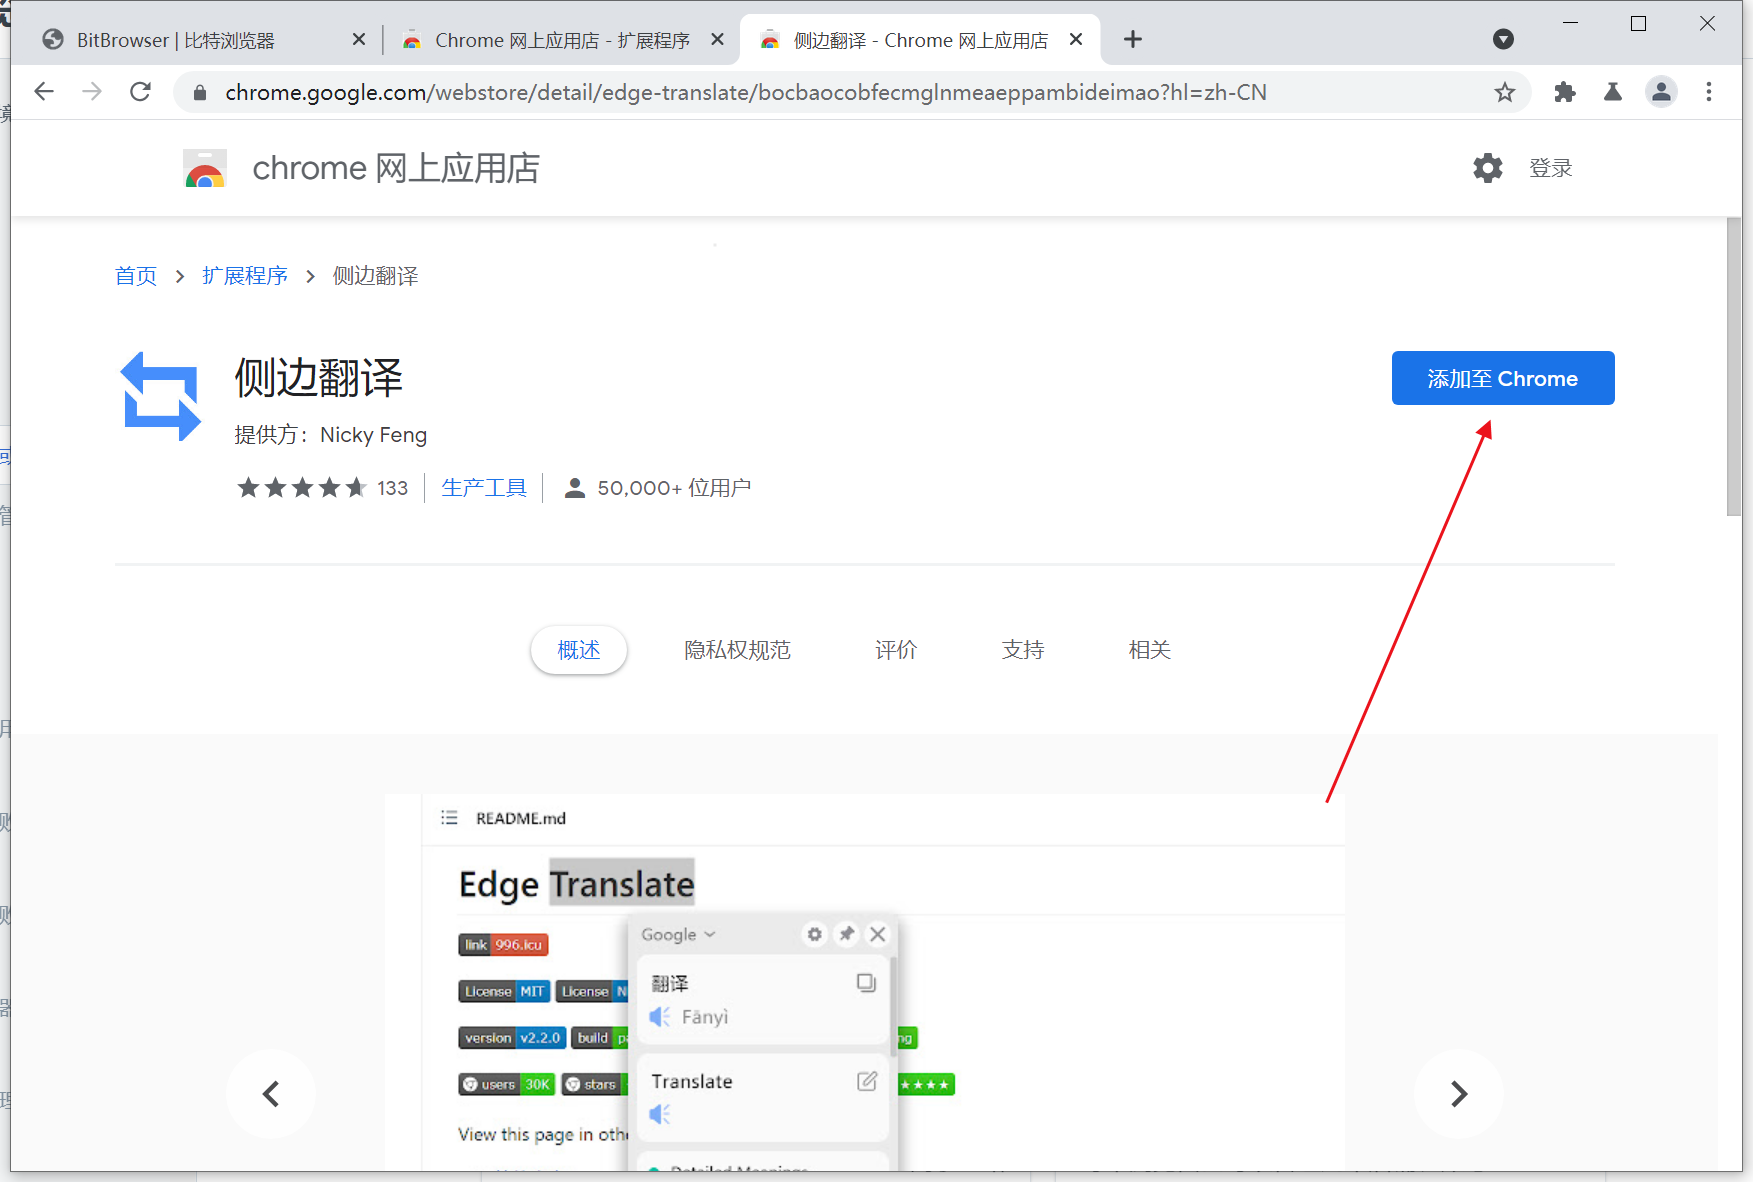 BitBrowser | 比特浏览器
Chrome 网上应用店 - 扩展程序
侧边翻译 - Chrome 网上应用店
chrome.google.com/webstore/detail/edge-translate/bocbaocobfecmglnmeaeppambideimao?hl=zh-CN
chrome 网上应用店
登录
首页 > 扩展程序 > 侧边翻译
侧边翻译
添加至 Chrome
提供方：Nicky Feng
133
生产工具
50,000+ 位用户
概述
隐私权规范
评价
支持
相关
README.md
Edge Translate
Google
link 996.icu
翻译
License MIT
License
Fānyì
version v2.2.0
build
ng
Translate
users 30K
stars
View this page in
Detailed Meanings